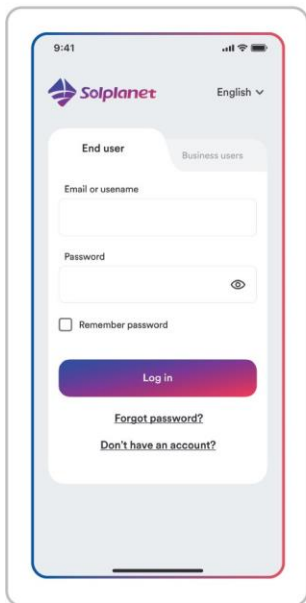 9:41
Solplanet
English
End user
Business users
Email or usename
Password
Remember password
Log in
Forgot password?
Don't have an account?